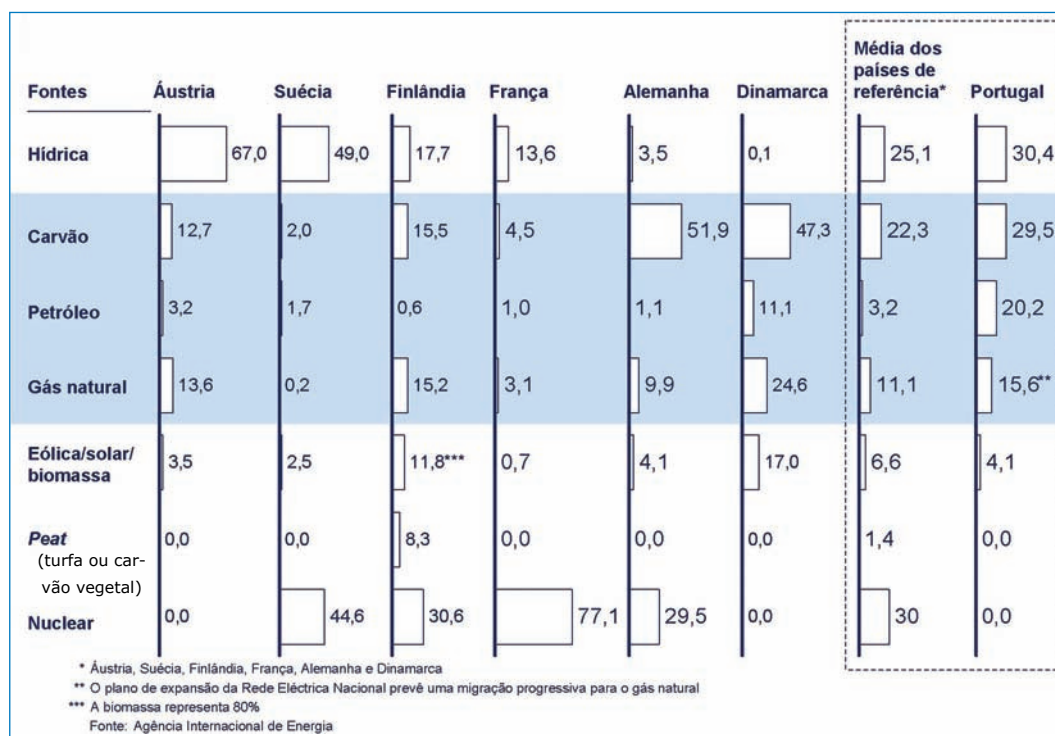 Fontes Áustria Suécia Finlândia França Alemanha Dinamarca Média dos países de referência* Portugal
Hídrica 67,0 49,0 17,7 13,6 3,5 0,1 25,1 30,4
Carvão 12,7 2,0 15,5 4,5 51,9 47,3 22,3 29,5
Petróleo 3,2 1,7 0,6 1,0 1,1 11,1 3,2 20,2
Gás natural 13,6 0,2 15,2 3,1 9,9 24,6 11,1 15,6**
Eólica/solar/
biomassa 3,5 2,5 11,8*** 0,7 4,1 17,0 6,6 4,1
Peat 0,0 0,0 8,3 0,0 0,0 0,0 1,4 0,0
(turfa ou car-
vão vegetal)
Nuclear 0,0 44,6 30,6 77,1 29,5 0,0 30 0,0
* Áustria, Suécia, Finlândia, França, Alemanha e Dinamarca
** O plano de expansão da Rede Eléctrica Nacional prevê uma migração progressiva para o gás natural
*** A biomassa representa 80%
Fonte: Agência Internacional de Energia